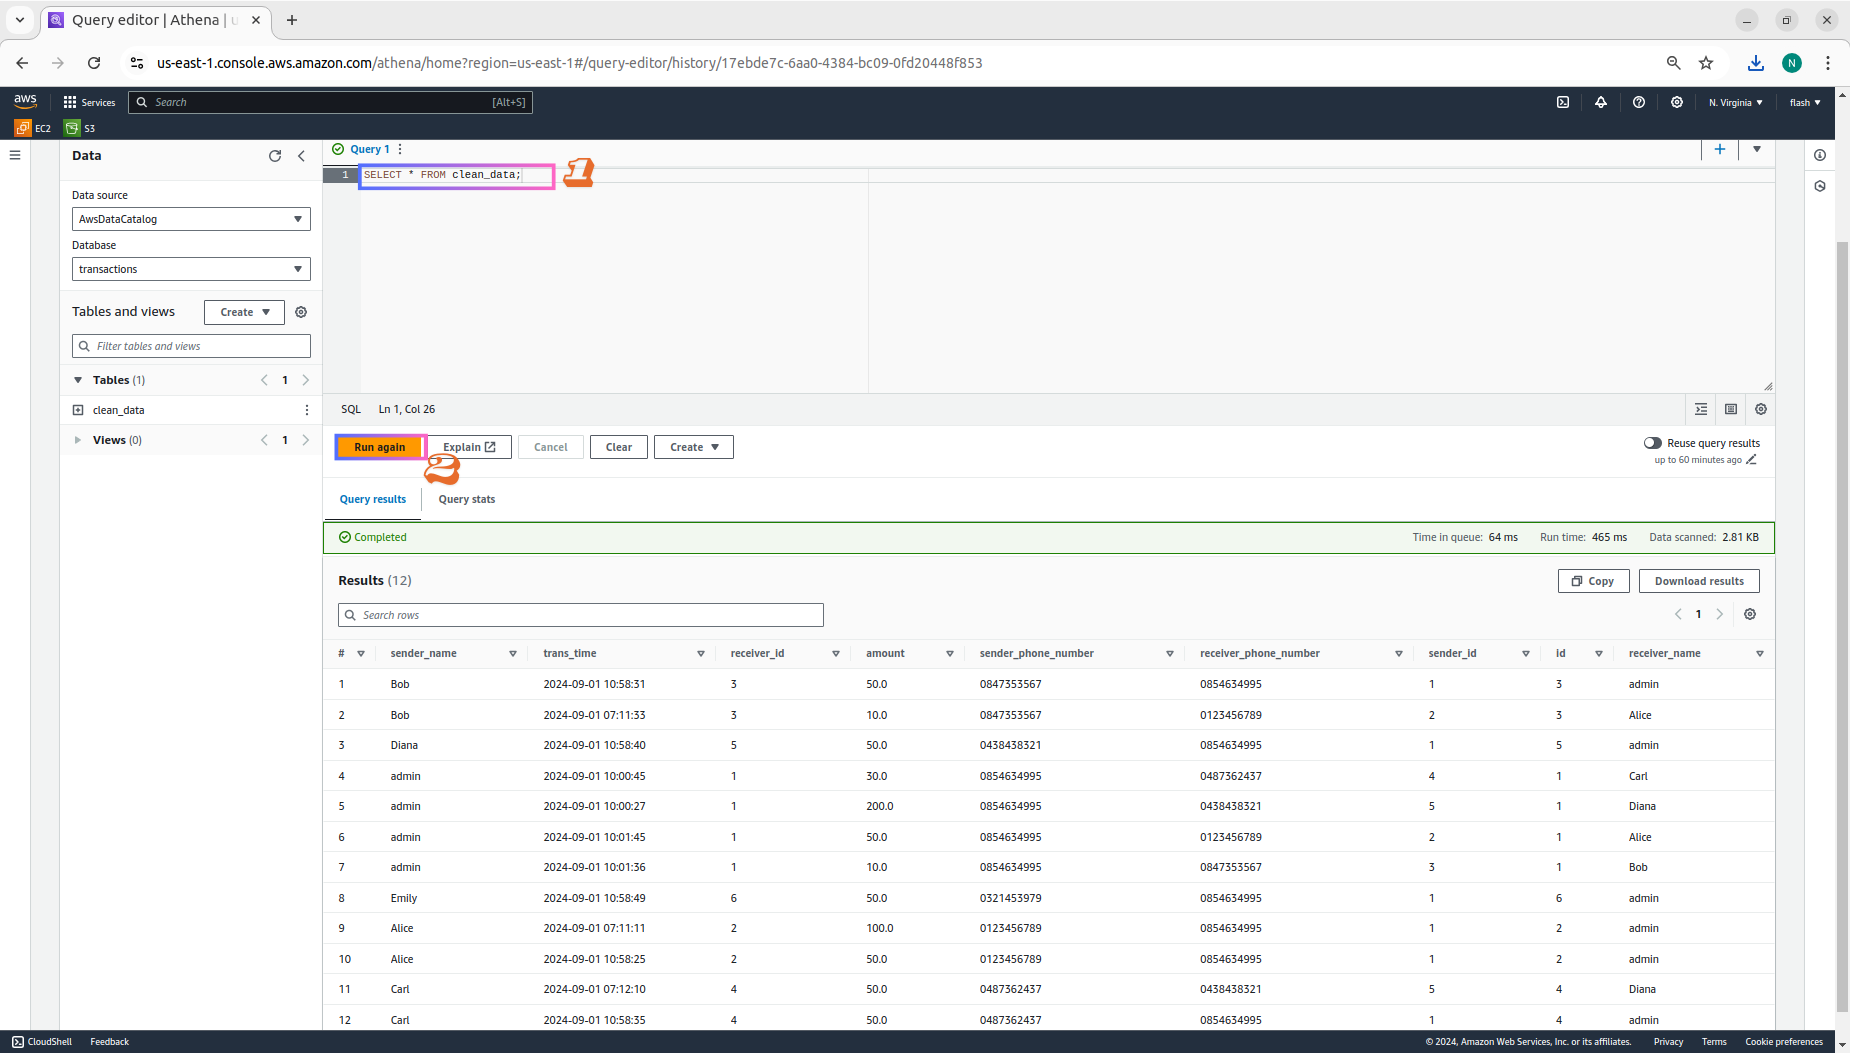 Query editor | Athena | u
us-east-1.console.aws.amazon.com/athena/home?region=us-east-1#/query-editor/history/17ebde7c-6aa0-4384-bc09-0fd20448f853
N
aws Services Search [Alt+S] N. Virginia flash
EC2 S3
Data
Data source
AwsDataCatalog
Database
transactions
Tables and views Create
Filter tables and views
Tables (1) 1
clean_data
Views (0) 1
Query 1
1 SELECT * FROM clean_data; 1
SQL Ln 1, Col 26
Run again Explain Cancel Clear Create
2
Reuse query results
up to 60 minutes ago
Query results Query stats
Completed Time in queue: 64 ms Run time: 465 ms Data scanned: 2.81 KB
Results (12) Copy Download results
Search rows 1
# sender_name trans_time receiver_id amount sender_phone_number receiver_phone_number sender_id id receiver_name
1 Bob 2024-09-01 10:58:31 3 50.0 0847353567 0854634995 1 3 admin
2 Bob 2024-09-01 07:11:33 3 10.0 0847353567 0123456789 2 3 Alice
3 Diana 2024-09-01 10:58:40 5 50.0 0438438321 0854634995 1 5 admin
4 admin 2024-09-01 10:00:45 1 30.0 0854634995 0487362437 4 1 Carl
5 admin 2024-09-01 10:00:27 1 200.0 0854634995 0438438321 5 1 Diana
6 admin 2024-09-01 10:01:45 1 50.0 0854634995 0123456789 2 1 Alice
7 admin 2024-09-01 10:01:36 1 10.0 0854634995 0847353567 3 1 Bob
8 Emily 2024-09-01 10:58:49 6 50.0 0321453979 0854634995 1 6 admin
9 Alice 2024-09-01 07:11:11 2 100.0 0123456789 0854634995 1 2 admin
10 Alice 2024-09-01 10:58:25 2 50.0 0123456789 0854634995 1 2 admin
11 Carl 2024-09-01 07:12:10 4 50.0 0487362437 0438438321 5 4 Diana
12 Carl 2024-09-01 10:58:35 4 50.0 0487362437 0854634995 1 4 admin
CloudShell Feedback © 2024, Amazon Web Services, Inc. or its affiliates. Privacy Terms Cookie preferences